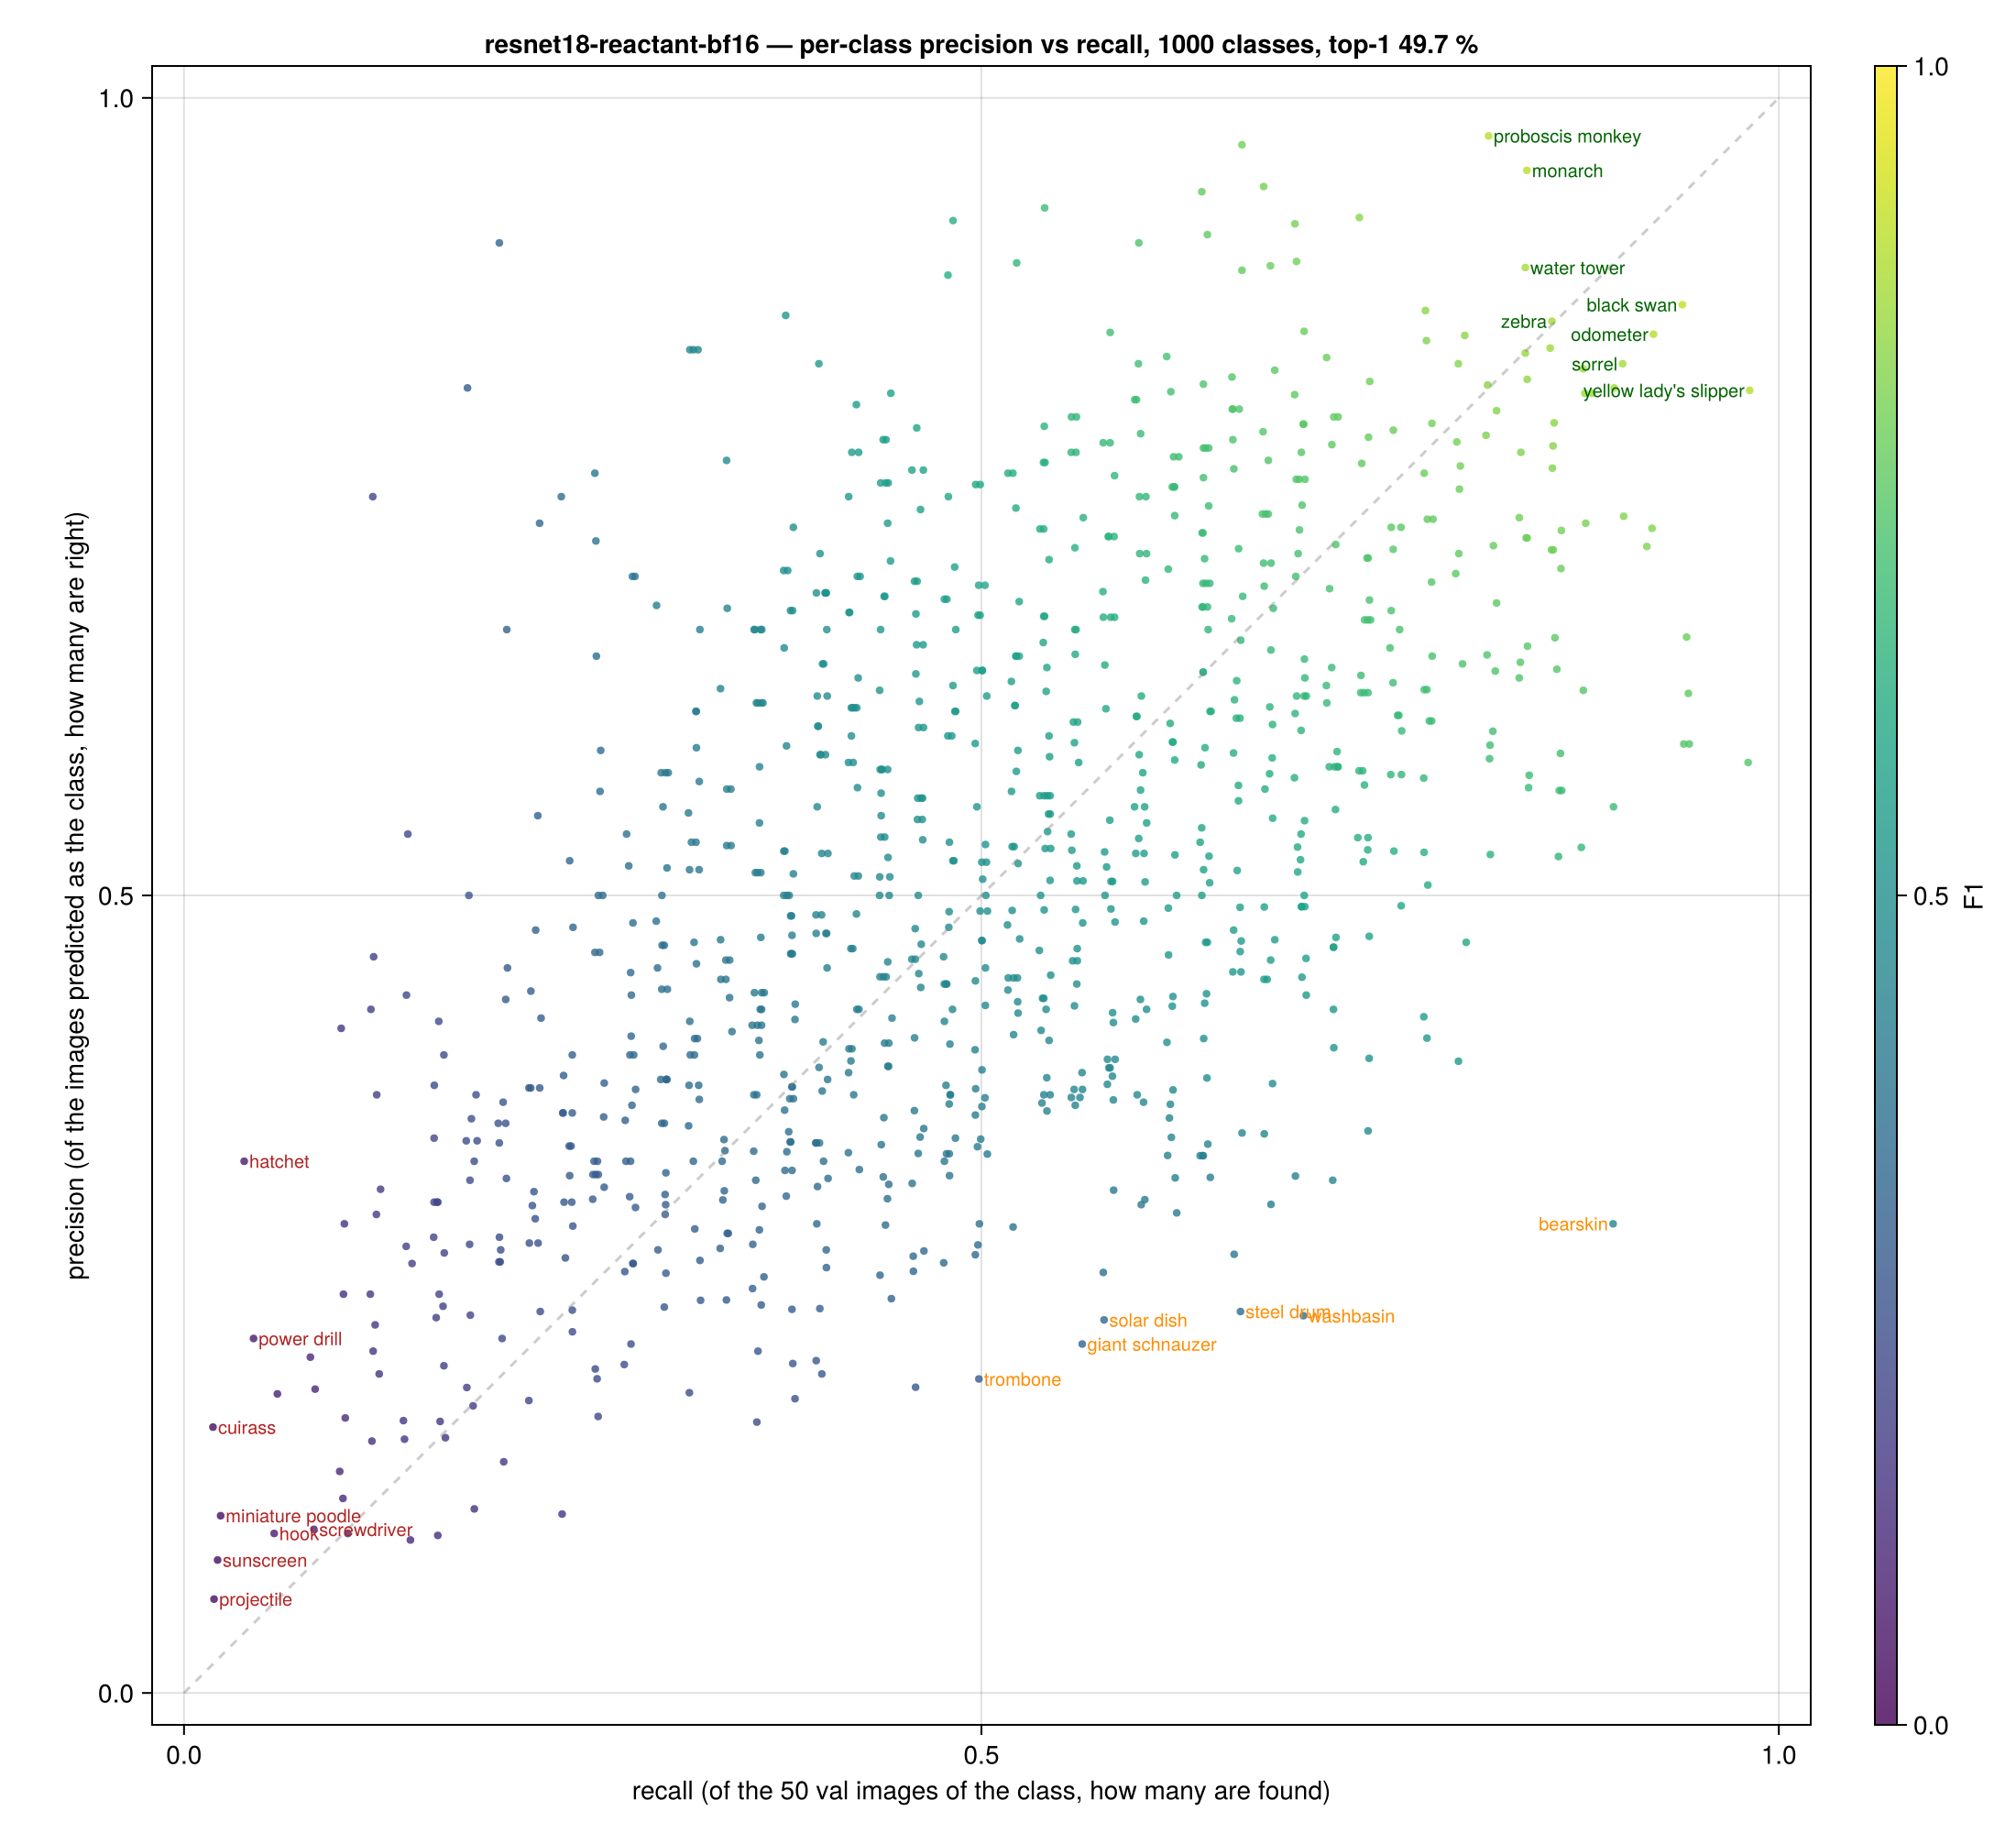 resnet18-reactant-bf16 — per-class precision vs recall, 1000 classes, top-1 49.7 %
1.0
1.0
proboscis monkey
monarch
water tower
black swan
zebra
odometer
sorrel
yellow lady's slipper
precision (of the images predicted as the class, how many are right)
0.5
0.5
F1
hatchet
bearskin
solar dish
steel drum
washbasin
power drill
giant schnauzer
trombone
cuirass
miniature poodle
hook
screwdriver
sunscreen
projectile
0.0
0.0
0.0
0.5
1.0
recall (of the 50 val images of the class, how many are found)